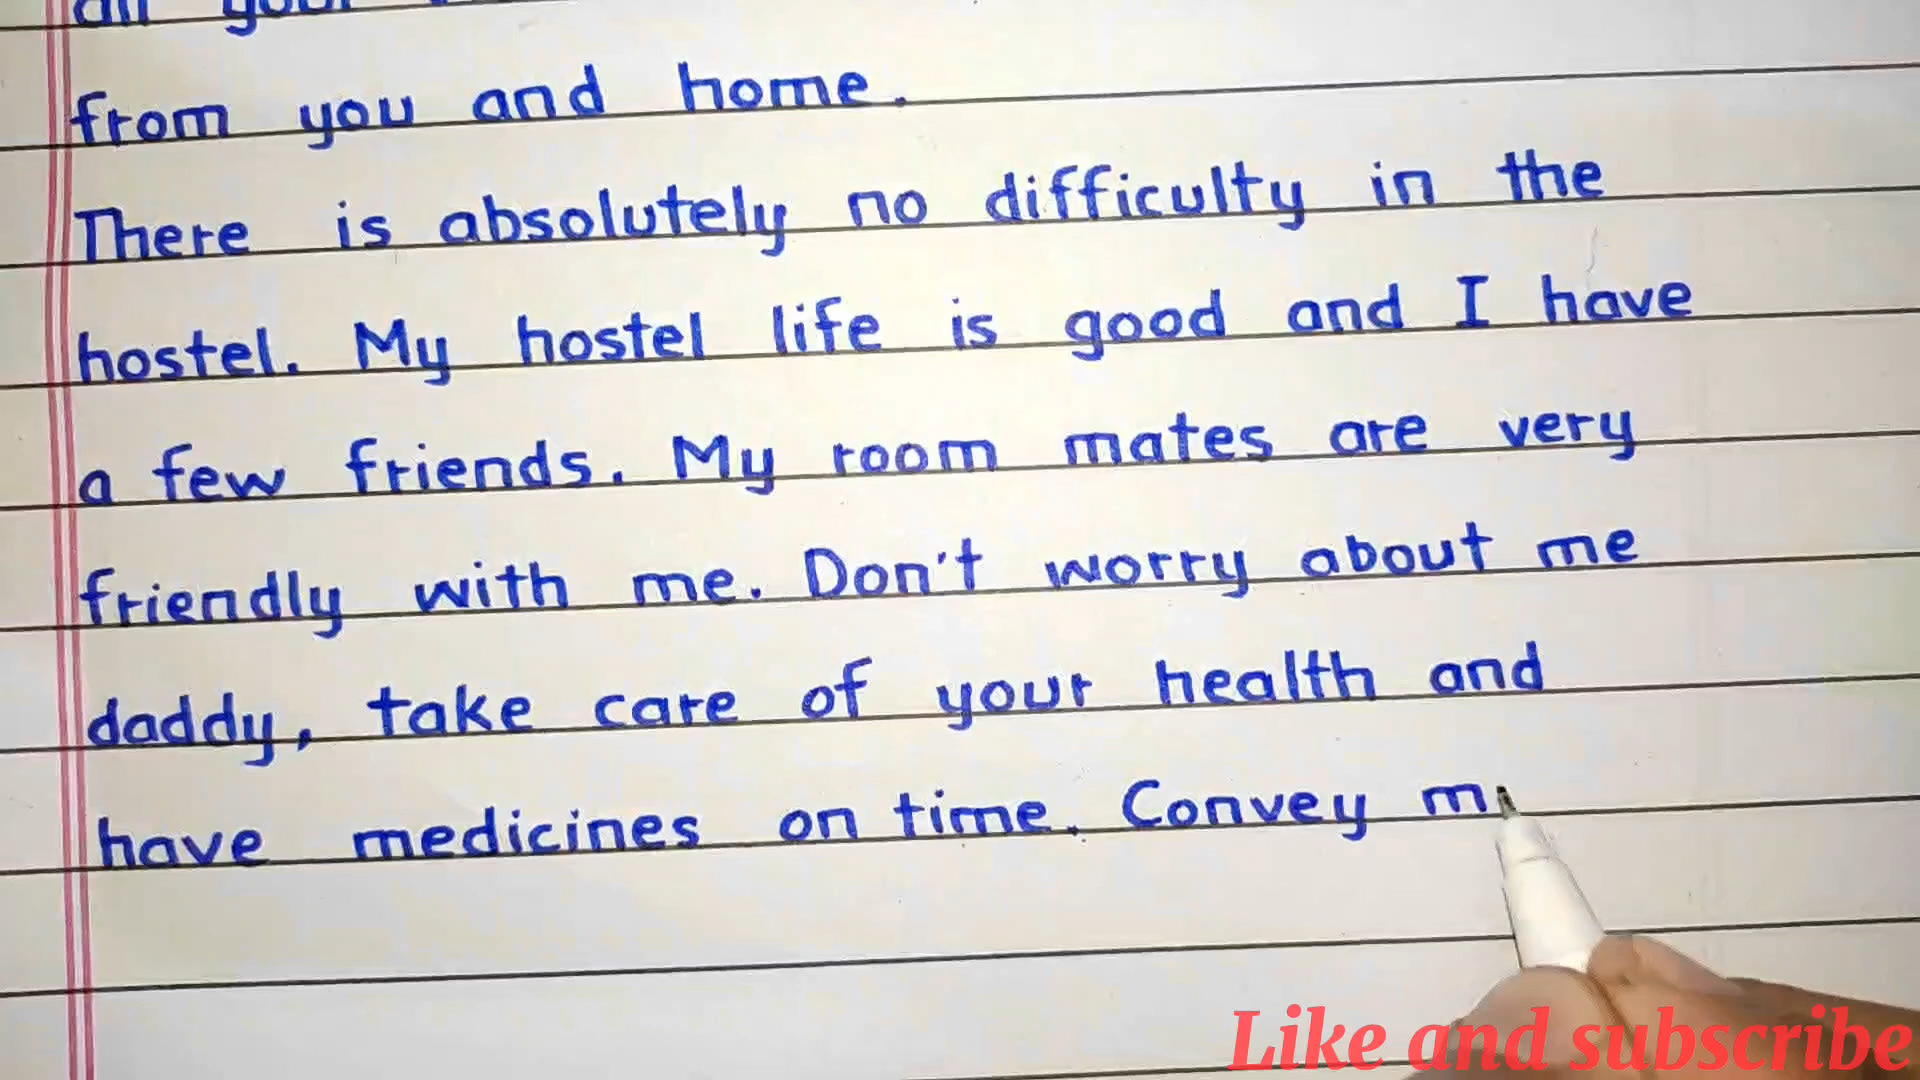 all your
from you and home.
There is absolutely no difficulty in the
hostel. My hostel life is good and I have
a few friends. My room mates are very
friendly with me. Don't worry about me
daddy, take care of your health and
have medicines on time. Convey m
Like and subscribe